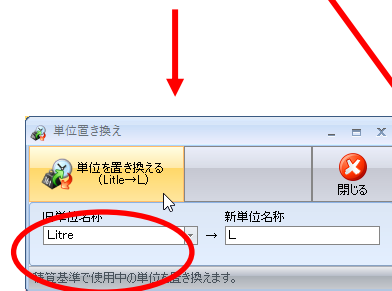 単位置き換え
単位を置き換える
(Litle→L)
閉じる
旧単位名称
新単位名称
Litre
→
L
積算基準で使用中の単位を置き換えます。